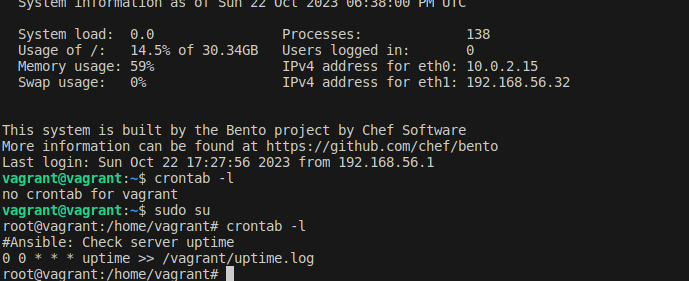 System information as of Sun 22 Oct 2023 06:38:00 PM UTC
System load: 0.0 Processes: 138
Usage of /: 14.5% of 30.34GB Users logged in: 0
Memory usage: 59% IPv4 address for eth0: 10.0.2.15
Swap usage: 0% IPv4 address for eth1: 192.168.56.32
This system is built by the Bento project by Chef Software
More information can be found at https://github.com/chef/bento
Last login: Sun Oct 22 17:27:56 2023 from 192.168.56.1
vagrant@vagrant:~$ crontab -l
no crontab for vagrant
vagrant@vagrant:~$ sudo su
root@vagrant:/home/vagrant# crontab -l
#Ansible: Check server uptime
0 0 * * * uptime >> /vagrant/uptime.log
root@vagrant:/home/vagrant#